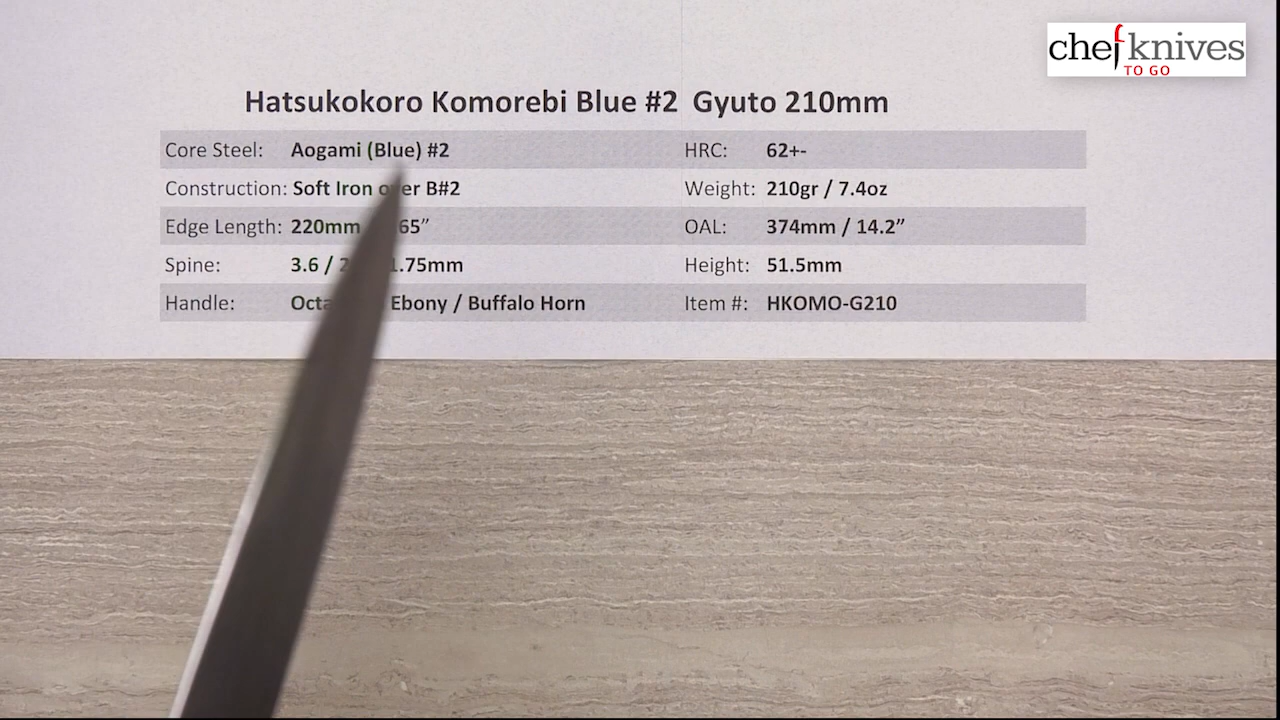 chef knives
TO GO
Hatsukokoro Komorebi Blue #2 Gyuto 210mm
Core Steel: Aogami (Blue) #2 HRC: 62+-
Construction: Soft Iron over B#2 Weight: 210gr / 7.4oz
Edge Length: 220mm 65” OAL: 374mm / 14.2”
Spine: 3.6 / 1.75mm Height: 51.5mm
Handle: Ebony / Buffalo Horn Item #: HKOMO-G210